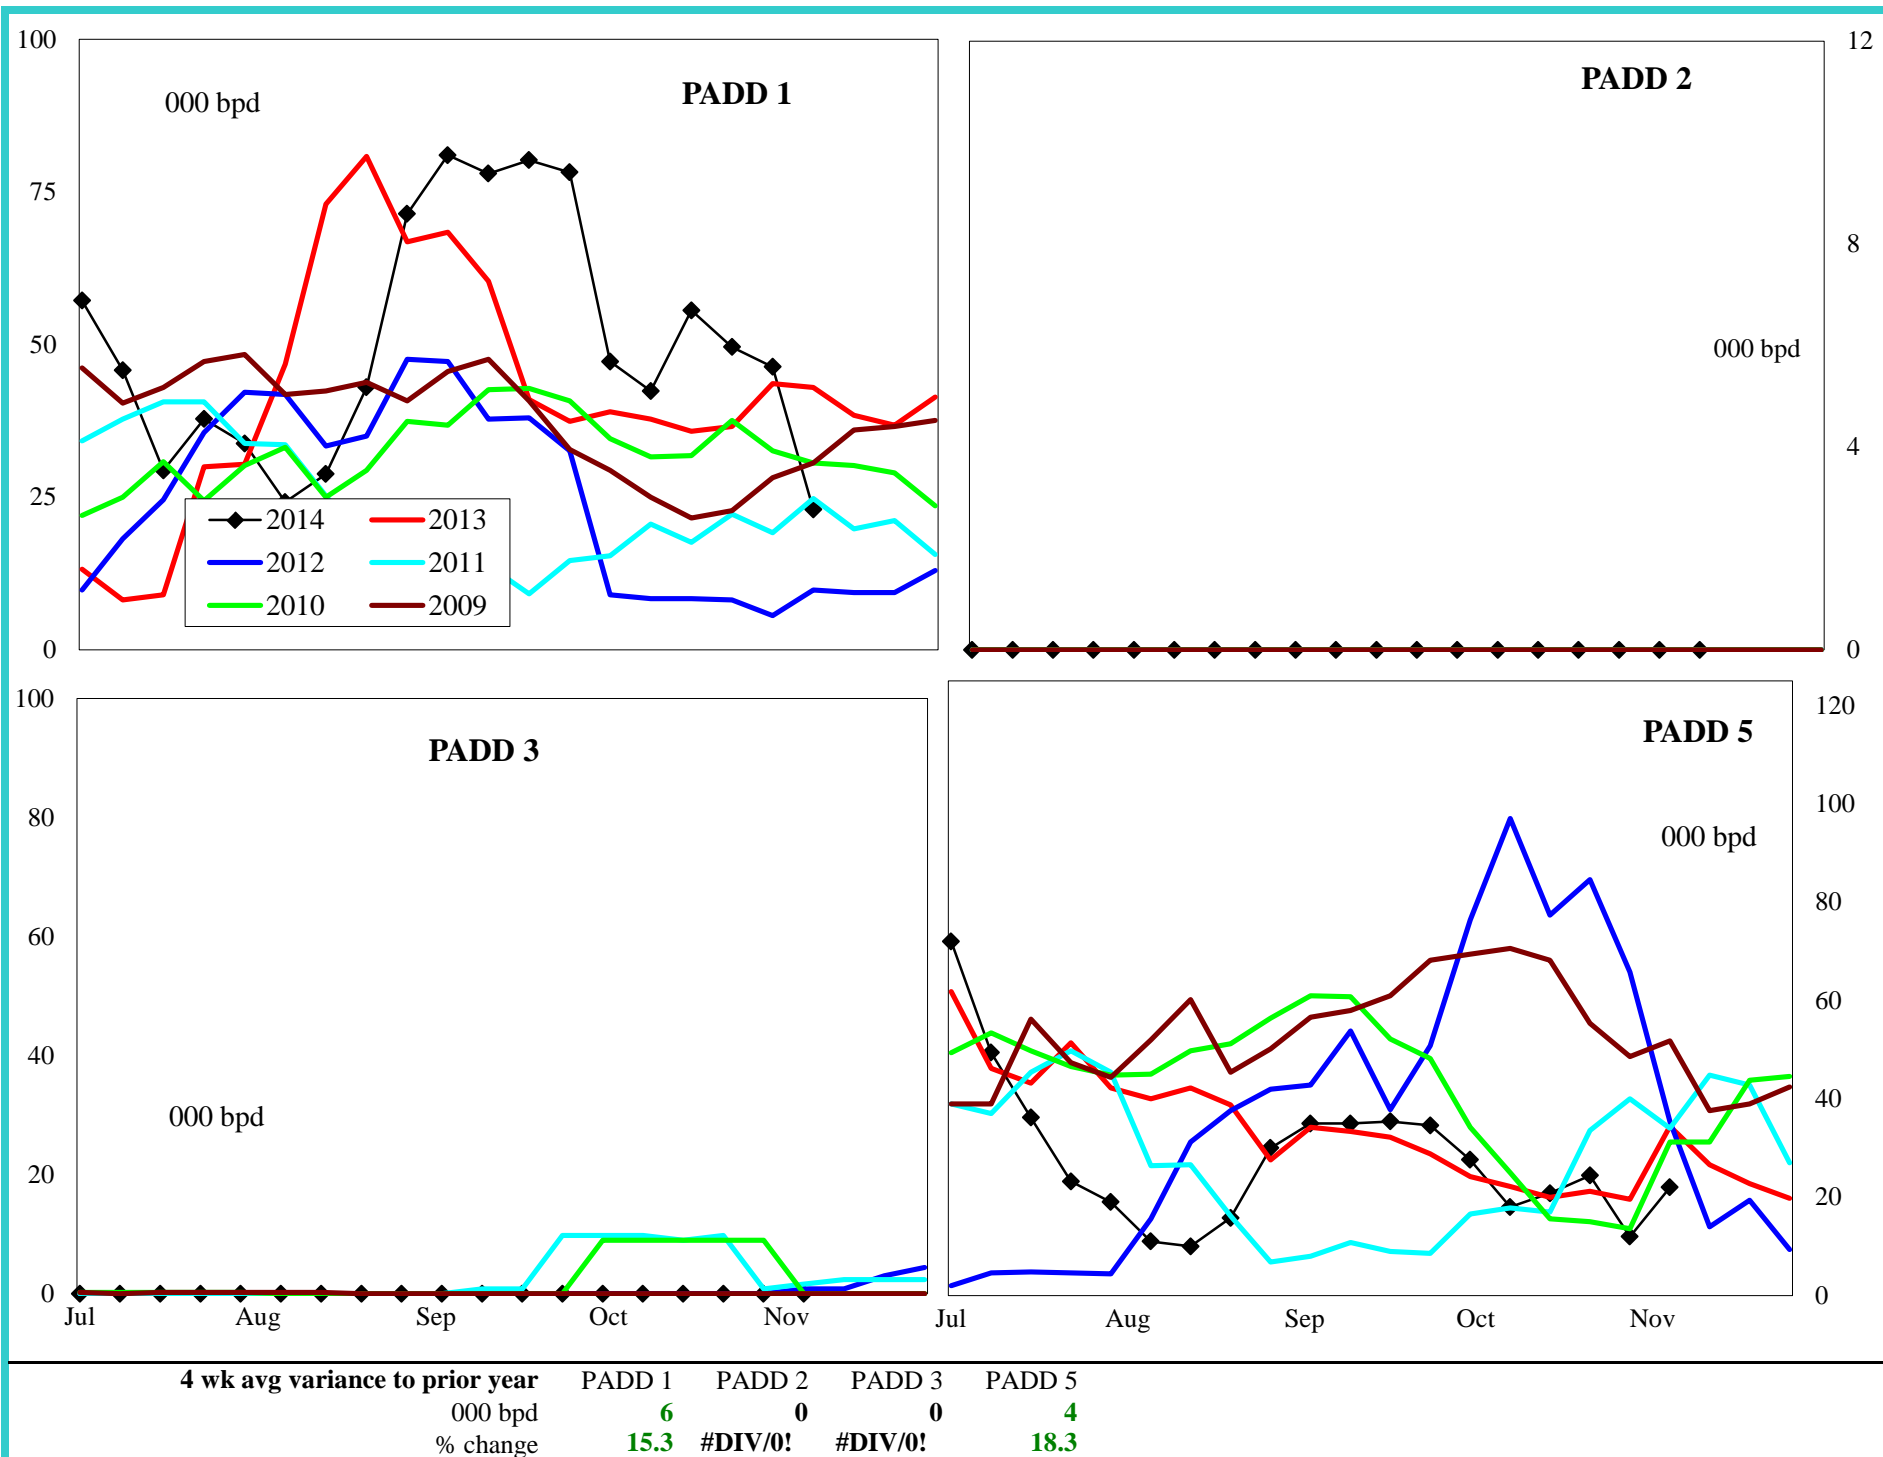 100
75
50
25
0
000 bpd
PADD 1
2014 2013
2012 2011
2010 2009
PADD 2
12
8
4
0
000 bpd
100
80
60
40
20
0
PADD 3
000 bpd
Jul Aug Sep Oct Nov
PADD 5
000 bpd
120
100
80
60
40
20
0
Jul Aug Sep Oct Nov
4 wk avg variance to prior year PADD 1 PADD 2 PADD 3 PADD 5
000 bpd 6 0 0 4
% change 15.3 #DIV/0! #DIV/0! 18.3